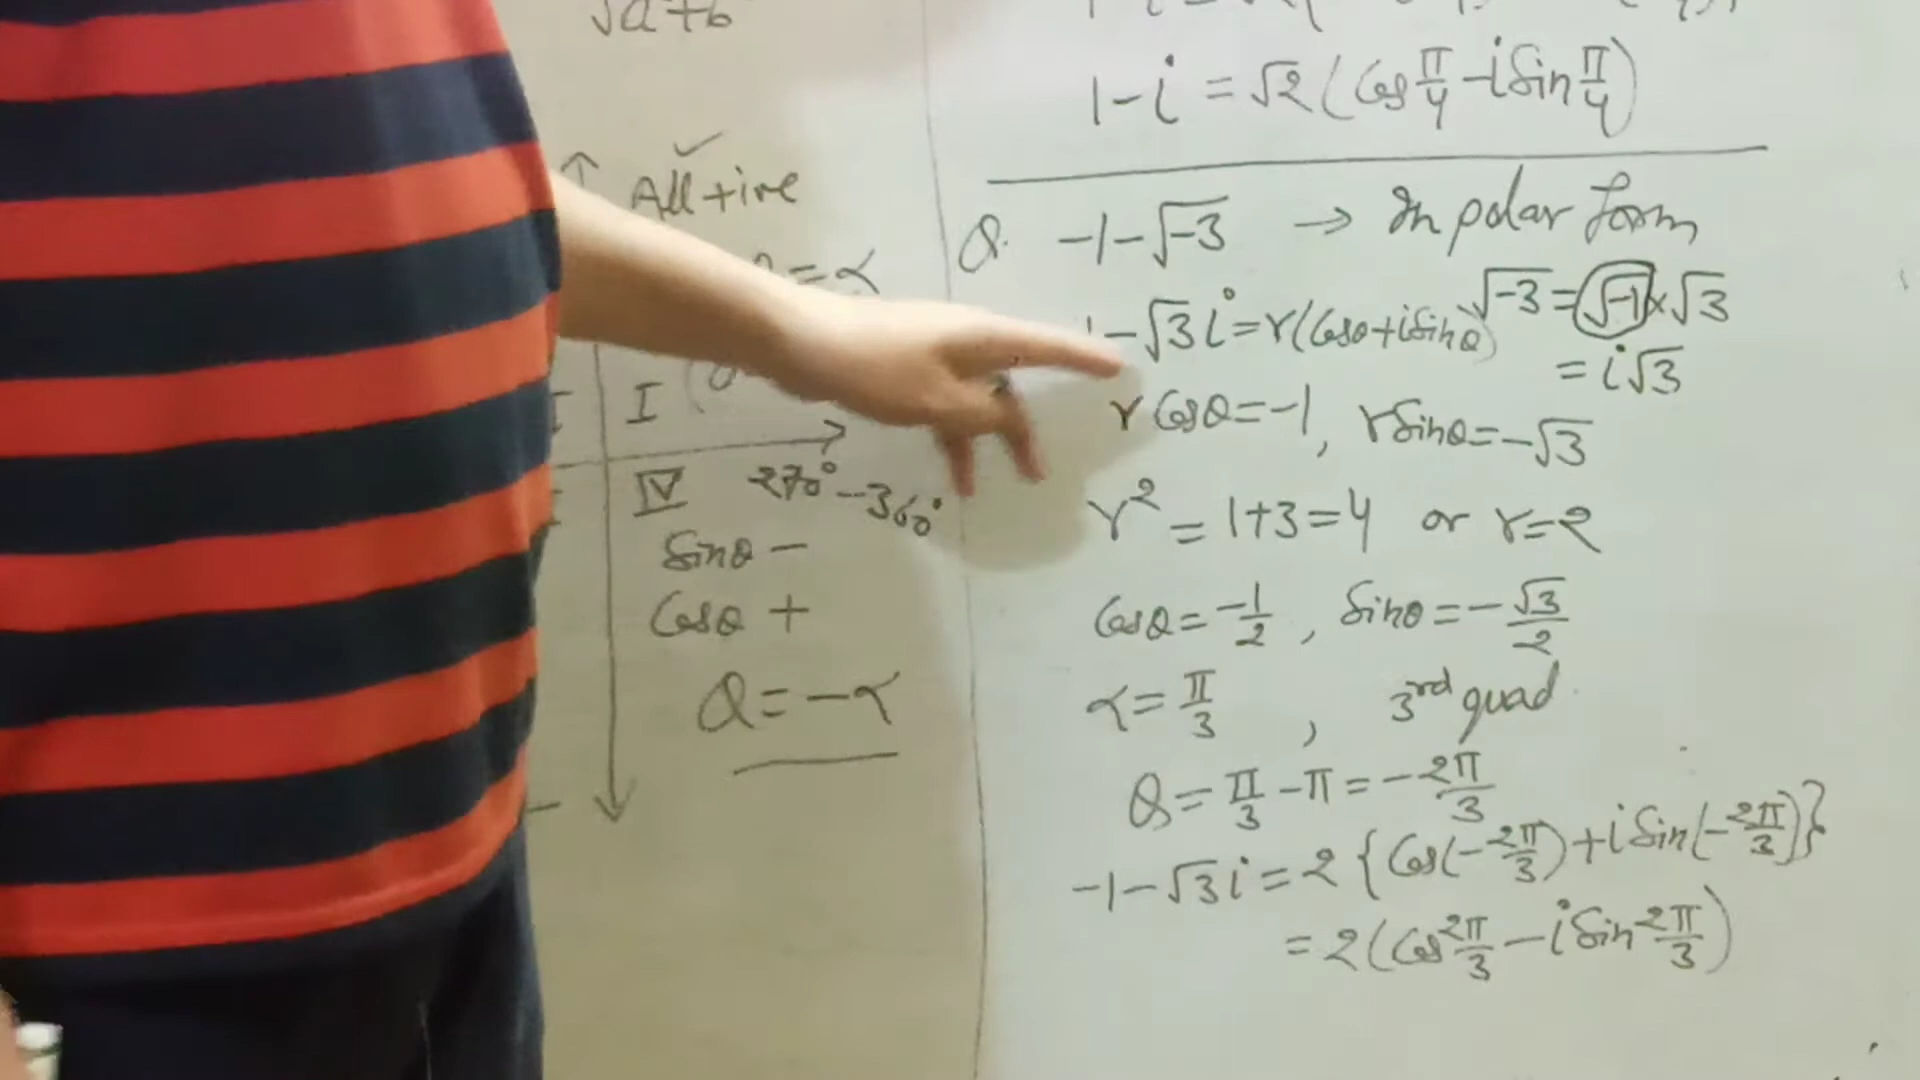 √a²+b²
All +ive
θ = α
I
IV 270°-360°
Sinθ -
Cosθ +
θ = -α
1-i = √2 (Cos π/4 - i Sin π/4)
Q. -1-√-3 → In polar form
√-3 = √-1 × √3
-√3 i = r(Cosθ + i Sinθ)
= i√3
r Cosθ = -1, r Sinθ = -√3
r² = 1+3 = 4 or r = 2
Cosθ = -1/2, Sinθ = -√3/2
α = π/3, 3rd quad.
θ = π/3 - π = -2π/3
-1-√3 i = 2 {Cos(-2π/3) + i Sin(-2π/3)}
= 2(Cos 2π/3 - i Sin 2π/3)